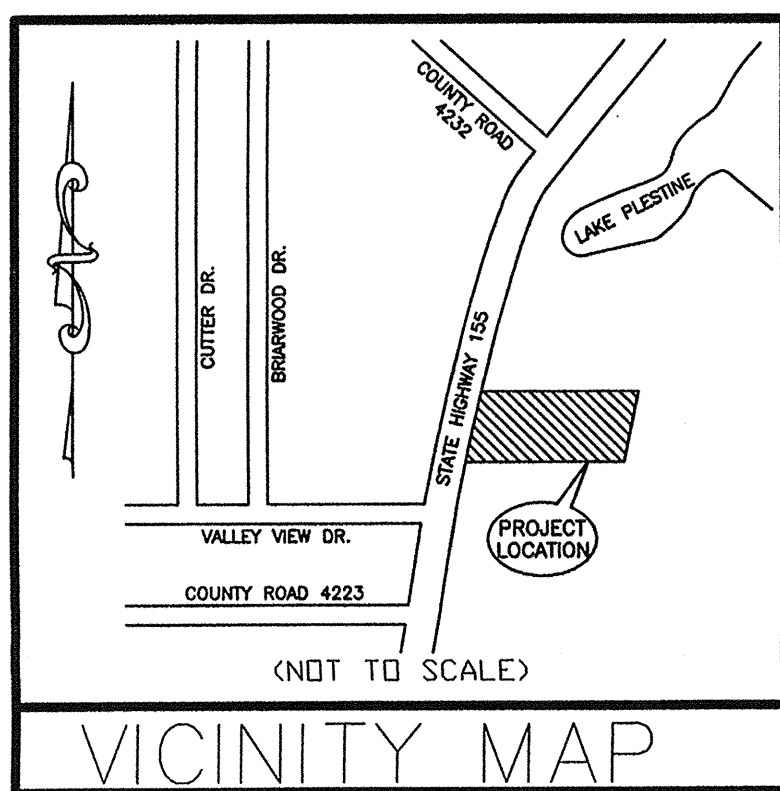 COUNTY ROAD
4232
LAKE PLESTINE
CUTTER DR.
BRIARWOOD DR.
STATE HIGHWAY 155
PROJECT
LOCATION
VALLEY VIEW DR.
COUNTY ROAD 4223
(NOT TO SCALE)
VICINITY MAP